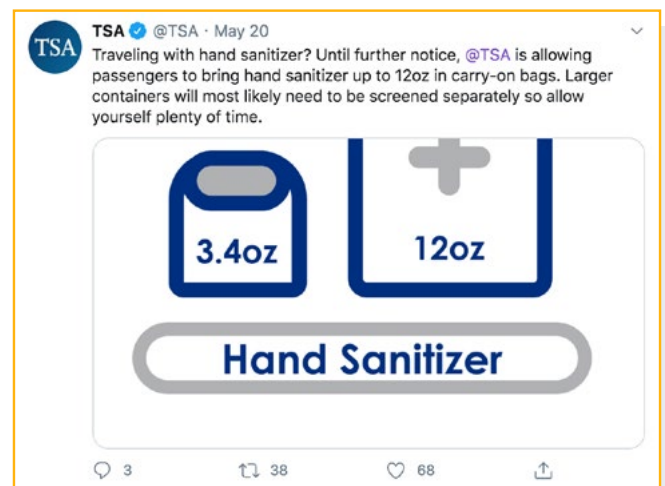 TSA
TSA @TSA · May 20
Traveling with hand sanitizer? Until further notice, @TSA is allowing
passengers to bring hand sanitizer up to 12oz in carry-on bags. Larger
containers will most likely need to be screened separately so allow
yourself plenty of time.
3.4oz 12oz
Hand Sanitizer
3 38 68